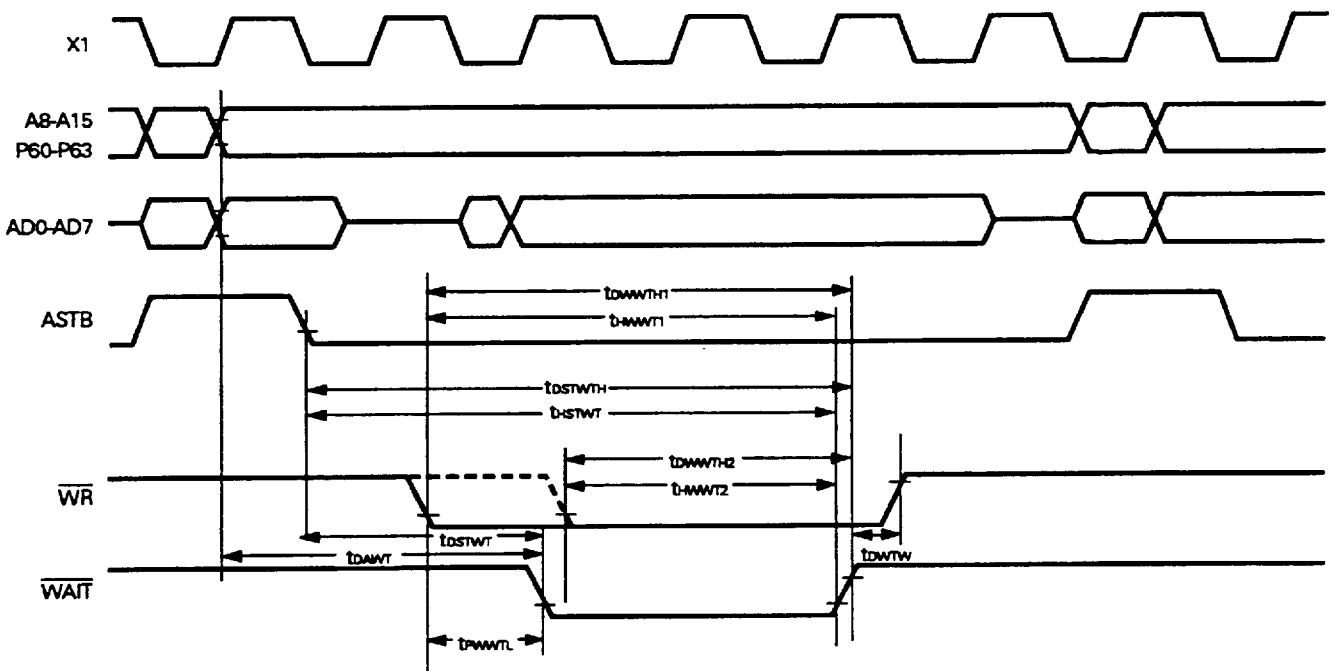 X1
A8-A15
P60-P63
AD0-AD7
tDWWTH1
ASTB
tHWWT1
tDSTWTH
tHSTWT
tDWWTH2
WR
tHWWT2
tDSTWT
tDAWT
tDWTW
WAIT
tPWWTL